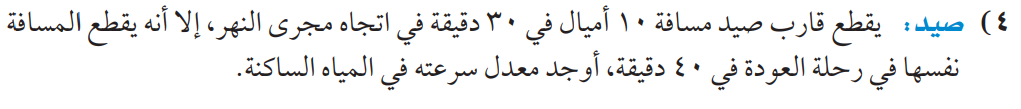 ٤) صيد: يقطع قارب صيد مسافة ١٠ أميال في ٣٠ دقيقة في اتجاه مجرى النهر، إلا أنه يقطع المسافة
نفسها في رحلة العودة في ٤٠ دقيقة، أوجد معدل سرعته في المياه الساكنة.